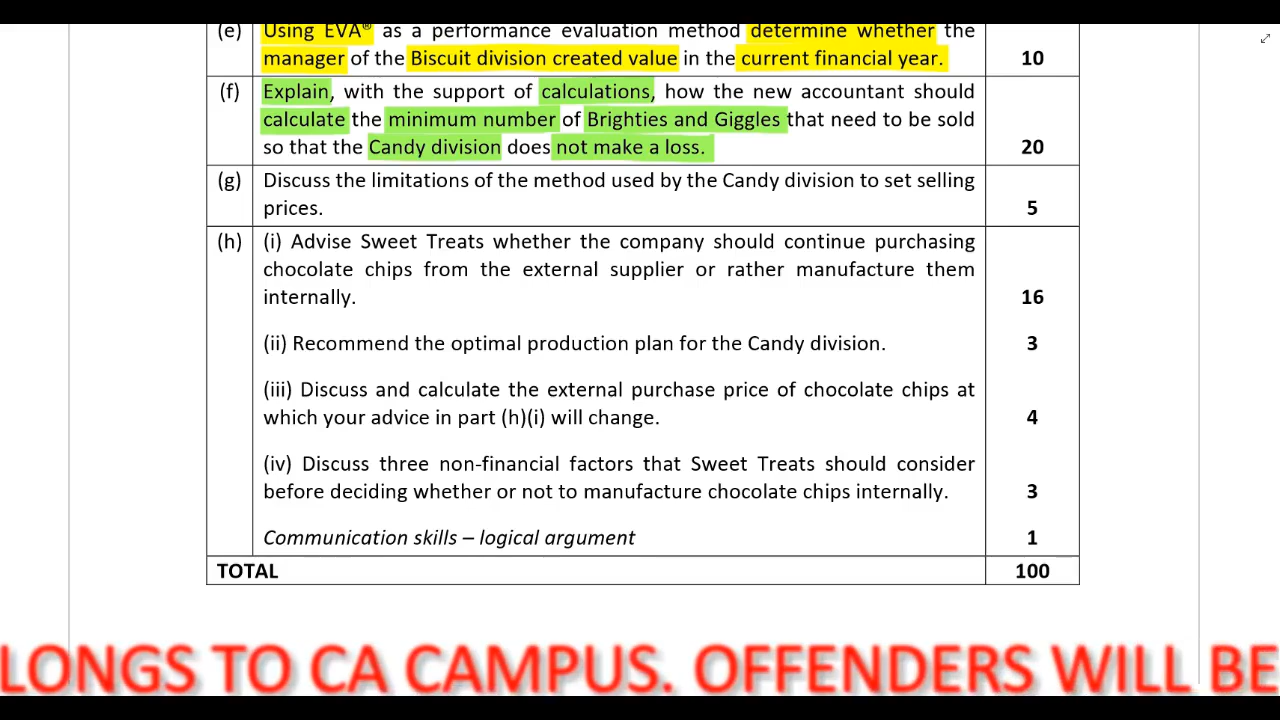 (e) Using EVA® as a performance evaluation method determine whether the
manager of the Biscuit division created value in the current financial year. 10
(f) Explain, with the support of calculations, how the new accountant should
calculate the minimum number of Brighties and Giggles that need to be sold
so that the Candy division does not make a loss. 20
(g) Discuss the limitations of the method used by the Candy division to set selling
prices. 5
(h) (i) Advise Sweet Treats whether the company should continue purchasing
chocolate chips from the external supplier or rather manufacture them
internally. 16
(ii) Recommend the optimal production plan for the Candy division. 3
(iii) Discuss and calculate the external purchase price of chocolate chips at
which your advice in part (h)(i) will change. 4
(iv) Discuss three non-financial factors that Sweet Treats should consider
before deciding whether or not to manufacture chocolate chips internally. 3
Communication skills – logical argument 1
TOTAL 100
LONGS TO CA CAMPUS. OFFENDERS WILL BE